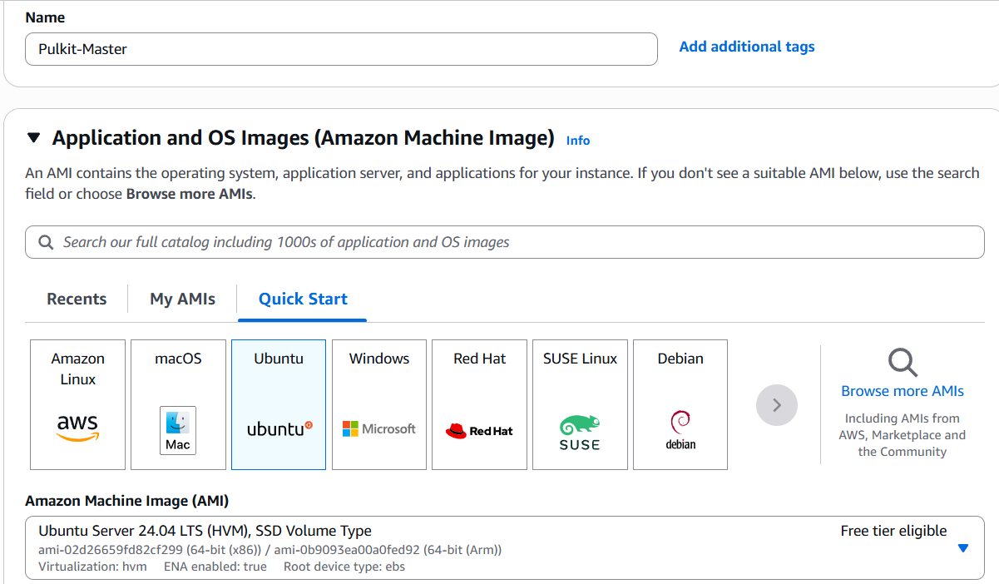 Name
Pulkit-Master
Add additional tags
Application and OS Images (Amazon Machine Image) Info
An AMI contains the operating system, application server, and applications for your instance. If you don't see a suitable AMI below, use the search
field or choose Browse more AMIs.
Search our full catalog including 1000s of application and OS images
Recents
My AMIs
Quick Start
Amazon
Linux
aws
macOS
Mac
Ubuntu
ubuntu
Windows
Microsoft
Red Hat
Red Hat
SUSE Linux
SUSE
Debian
debian
Browse more AMIs
Including AMIs from
AWS, Marketplace and
the Community
Amazon Machine Image (AMI)
Ubuntu Server 24.04 LTS (HVM), SSD Volume Type
Free tier eligible
ami-02d26659fd82cf299 (64-bit (x86)) / ami-0b9093ea00a0fed92 (64-bit (Arm))
Virtualization: hvm ENA enabled: true Root device type: ebs